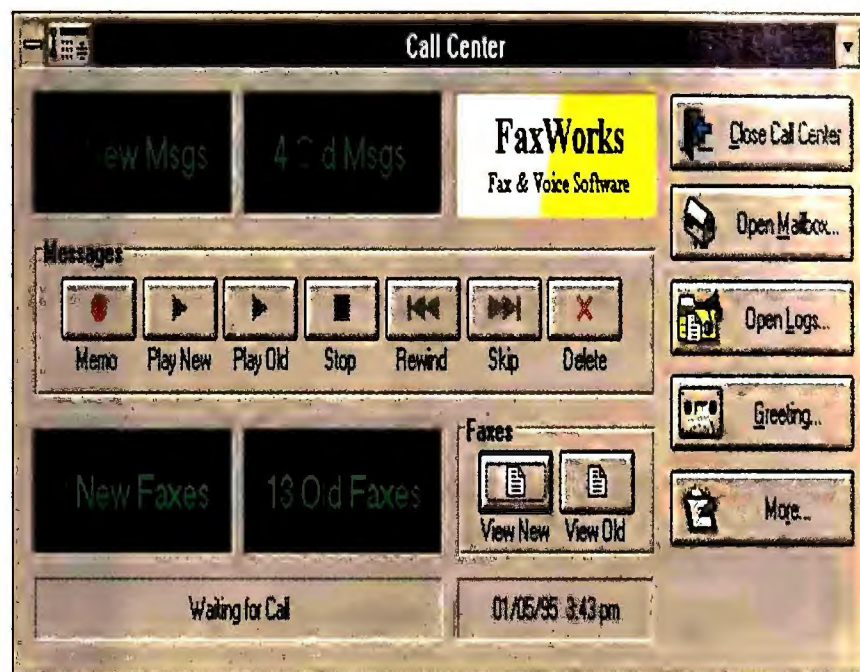 Call Center
Msgs
4 Old Msgs
FaxWorks
Fax & Voice Software
Close Call Center
Open Mailbox...
Messages
Memo
Play New
Play Old
Stop
Rewind
Skip
Delete
Open Logs...
Greeting...
New Faxes
13 Old Faxes
Faxes
View New
View Old
More...
Waiting for Call
01/05/95 3:43 pm